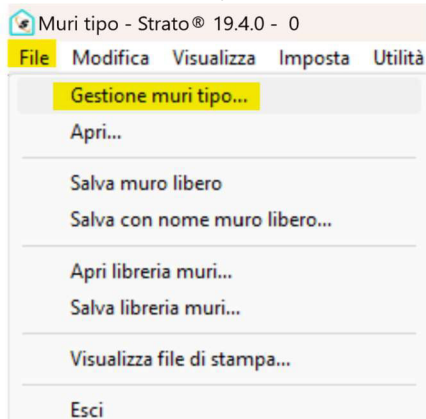 Muri tipo - Strato® 19.4.0 - 0
File Modifica Visualizza Imposta Utilità
Gestione muri tipo...
Apri...
Salva muro libero
Salva con nome muro libero...
Apri libreria muri...
Salva libreria muri...
Visualizza file di stampa...
Esci